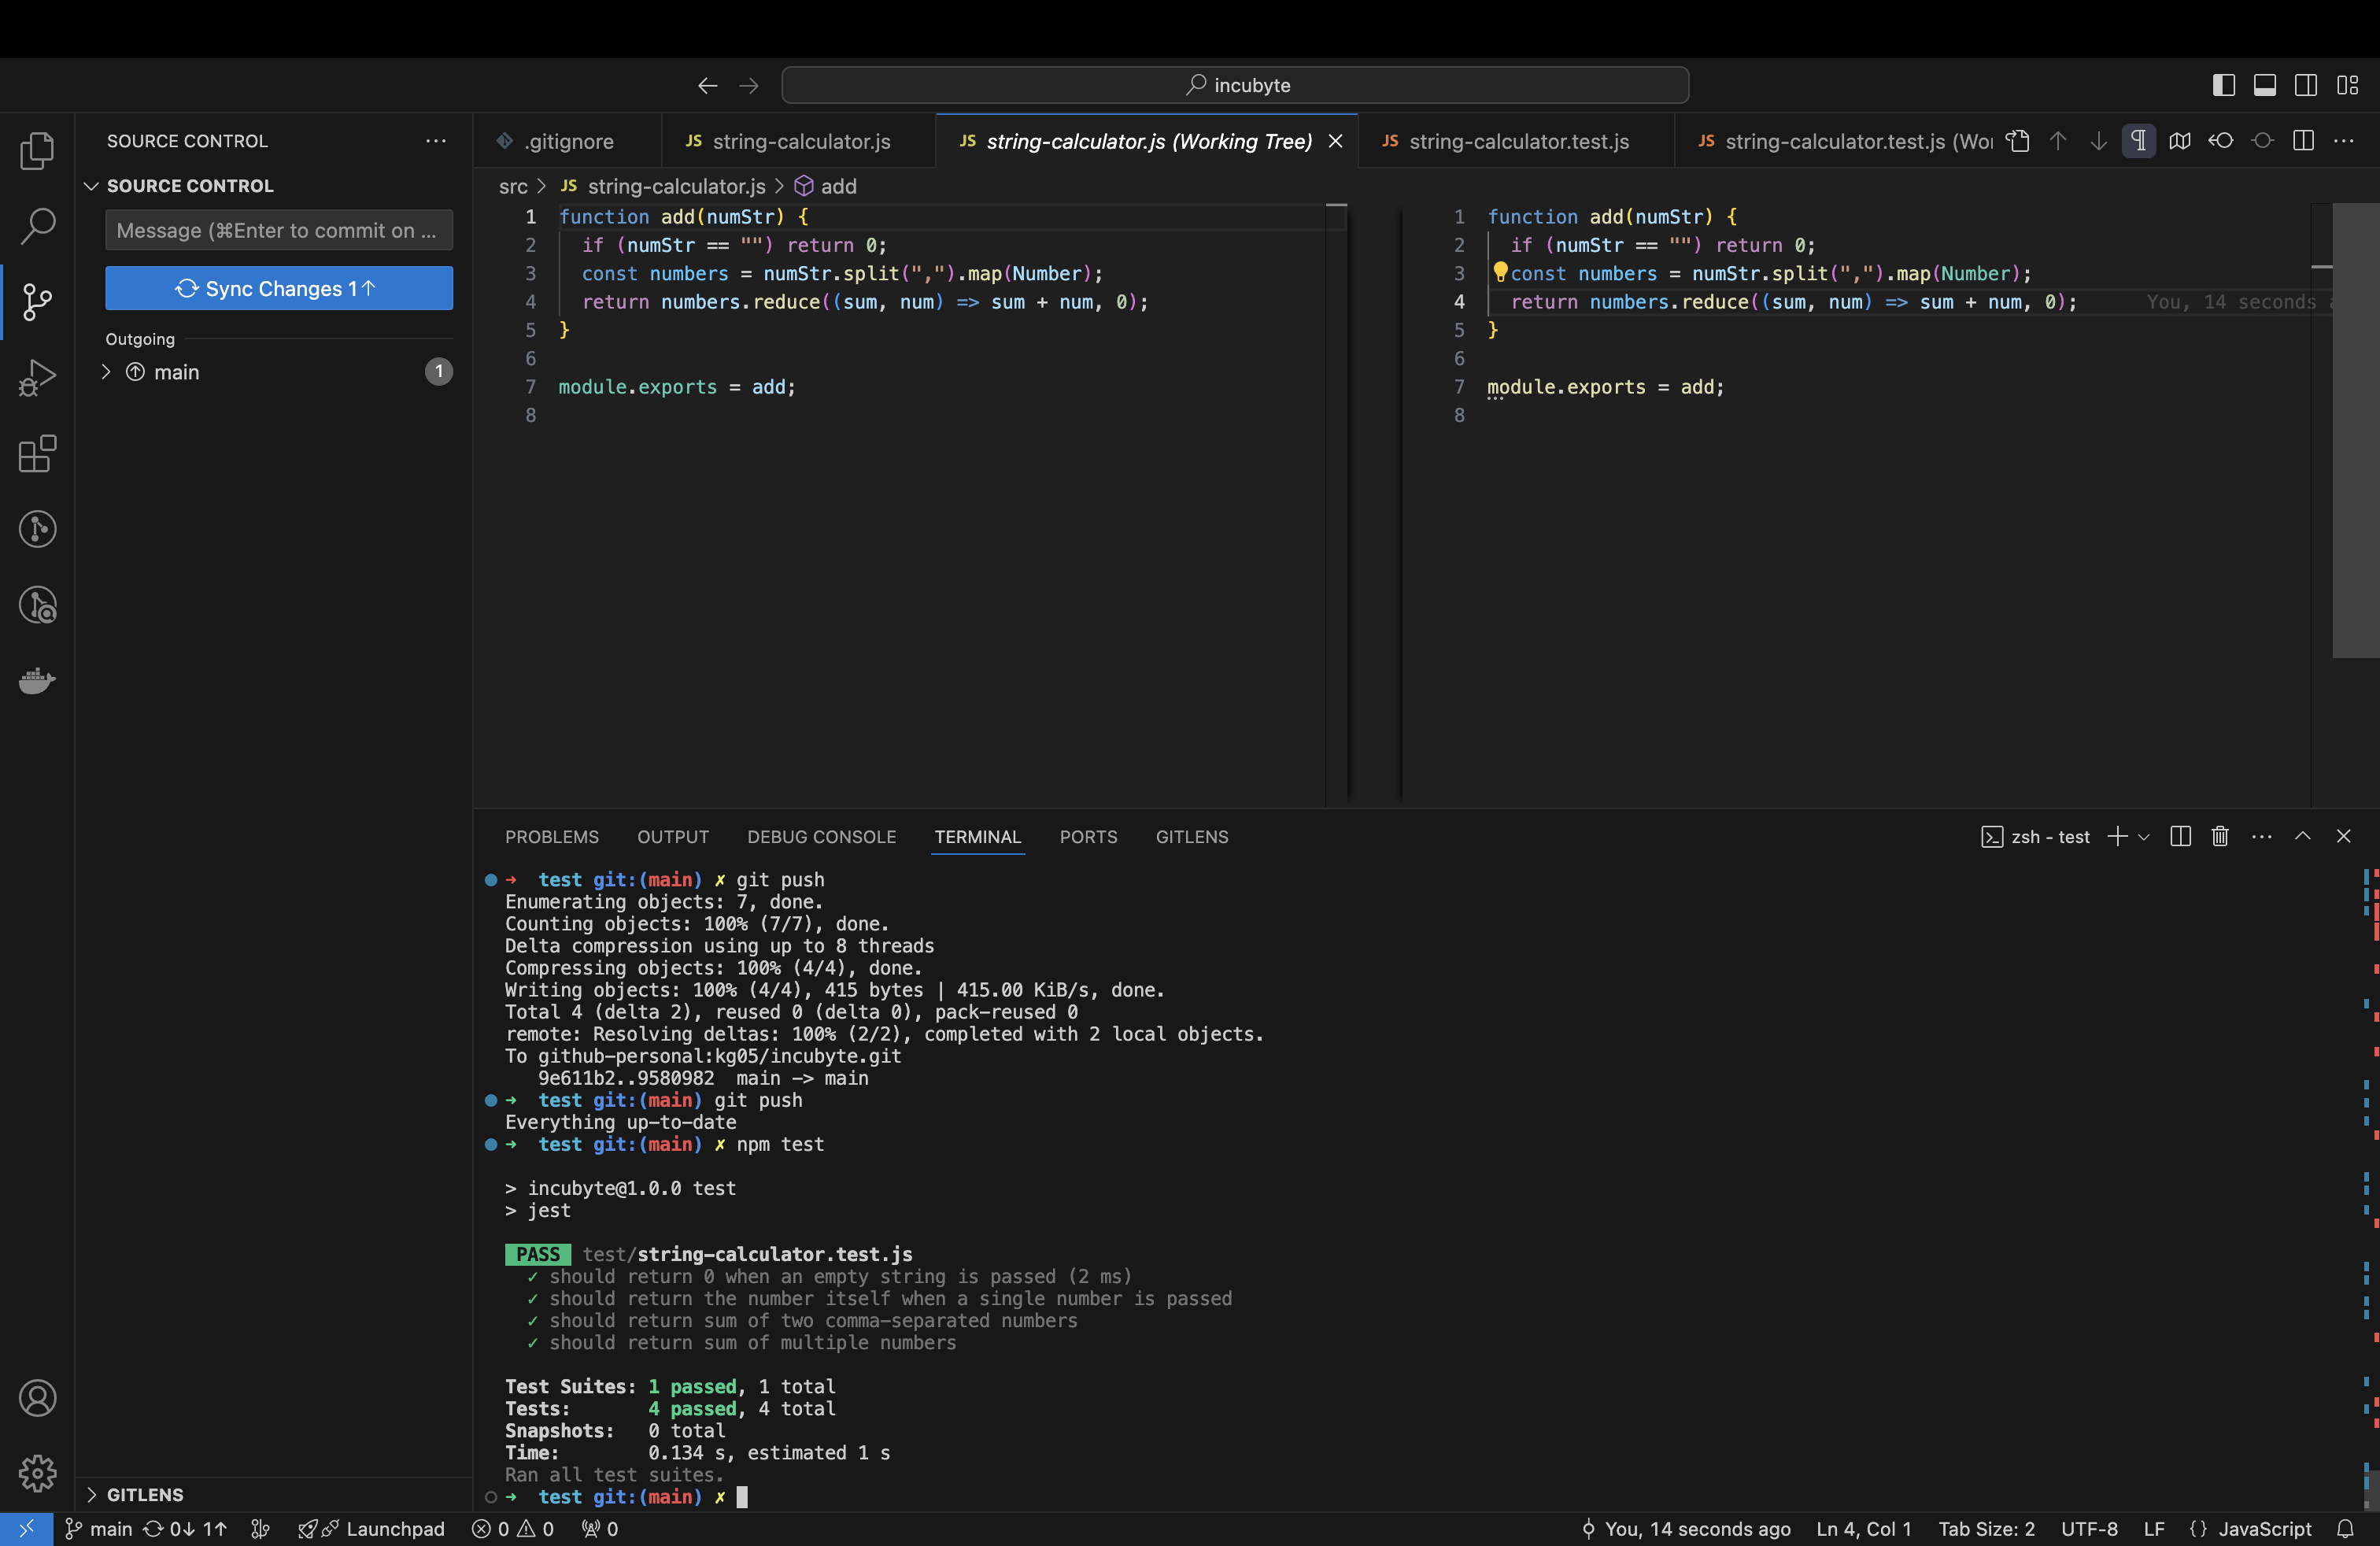 incubyte
SOURCE CONTROL
SOURCE CONTROL
Message (⌘Enter to commit on ...
Sync Changes 1↑
Outgoing
main
1
GITLENS
.gitignore
JS string-calculator.js
JS string-calculator.js (Working Tree)
JS string-calculator.test.js
JS string-calculator.test.js (Wor
src > JS string-calculator.js > add
1 function add(numStr) {
2 if (numStr == "") return 0;
3 const numbers = numStr.split(",").map(Number);
4 return numbers.reduce((sum, num) => sum + num, 0);
5 }
6
7 module.exports = add;
8
1 function add(numStr) {
2 if (numStr == "") return 0;
3 const numbers = numStr.split(",").map(Number);
4 return numbers.reduce((sum, num) => sum + num, 0); You, 14 seconds a
5 }
6
7 module.exports = add;
8
PROBLEMS OUTPUT DEBUG CONSOLE TERMINAL PORTS GITLENS
zsh - test
➜ test git:(main) ✗ git push
Enumerating objects: 7, done.
Counting objects: 100% (7/7), done.
Delta compression using up to 8 threads
Compressing objects: 100% (4/4), done.
Writing objects: 100% (4/4), 415 bytes | 415.00 KiB/s, done.
Total 4 (delta 2), reused 0 (delta 0), pack-reused 0
remote: Resolving deltas: 100% (2/2), completed with 2 local objects.
To github-personal:kg05/incubyte.git
9e611b2..9580982 main -> main
➜ test git:(main) git push
Everything up-to-date
➜ test git:(main) ✗ npm test
> incubyte@1.0.0 test
> jest
PASS test/string-calculator.test.js
✓ should return 0 when an empty string is passed (2 ms)
✓ should return the number itself when a single number is passed
✓ should return sum of two comma-separated numbers
✓ should return sum of multiple numbers
Test Suites: 1 passed, 1 total
Tests: 4 passed, 4 total
Snapshots: 0 total
Time: 0.134 s, estimated 1 s
Ran all test suites.
➜ test git:(main) ✗
main 0↓ 1↑ Launchpad 0 0 0
You, 14 seconds ago Ln 4, Col 1 Tab Size: 2 UTF-8 LF {} JavaScript